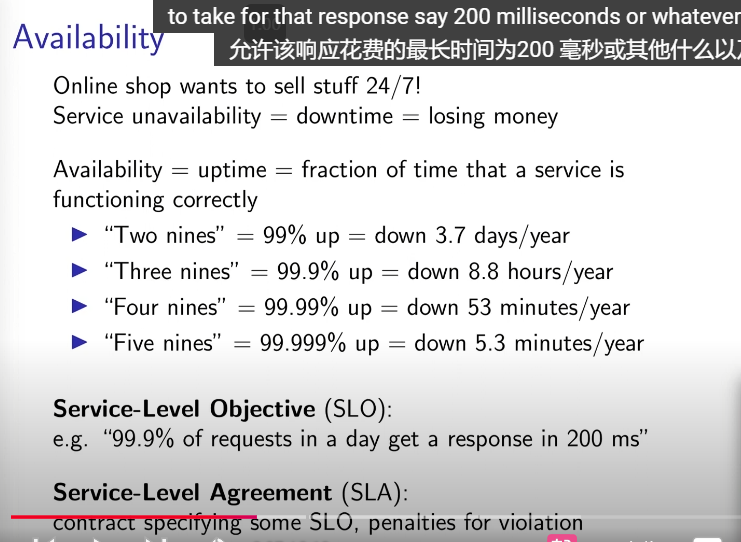 to take for that response say 200 milliseconds or whatever
允许该响应花费的最长时间为200 毫秒或其他什么以
Availability
Online shop wants to sell stuff 24/7!
Service unavailability = downtime = losing money
Availability = uptime = fraction of time that a service is
functioning correctly
▶ “Two nines” = 99% up = down 3.7 days/year
▶ “Three nines” = 99.9% up = down 8.8 hours/year
▶ “Four nines” = 99.99% up = down 53 minutes/year
▶ “Five nines” = 99.999% up = down 5.3 minutes/year
Service-Level Objective (SLO):
e.g. “99.9% of requests in a day get a response in 200 ms”
Service-Level Agreement (SLA):
contract specifying some SLO, penalties for violation